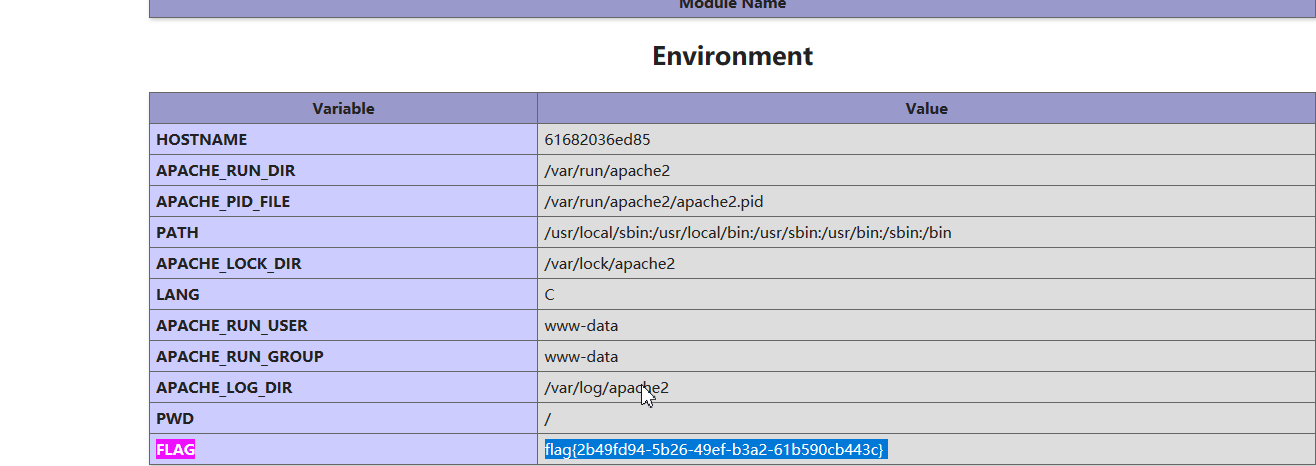 Module Name
Environment
Variable Value
HOSTNAME 61682036ed85
APACHE_RUN_DIR /var/run/apache2
APACHE_PID_FILE /var/run/apache2/apache2.pid
PATH /usr/local/sbin:/usr/local/bin:/usr/sbin:/usr/bin:/sbin:/bin
APACHE_LOCK_DIR /var/lock/apache2
LANG C
APACHE_RUN_USER www-data
APACHE_RUN_GROUP www-data
APACHE_LOG_DIR /var/log/apache2
PWD /
FLAG flag{2b49fd94-5b26-49ef-b3a2-61b590cb443c}